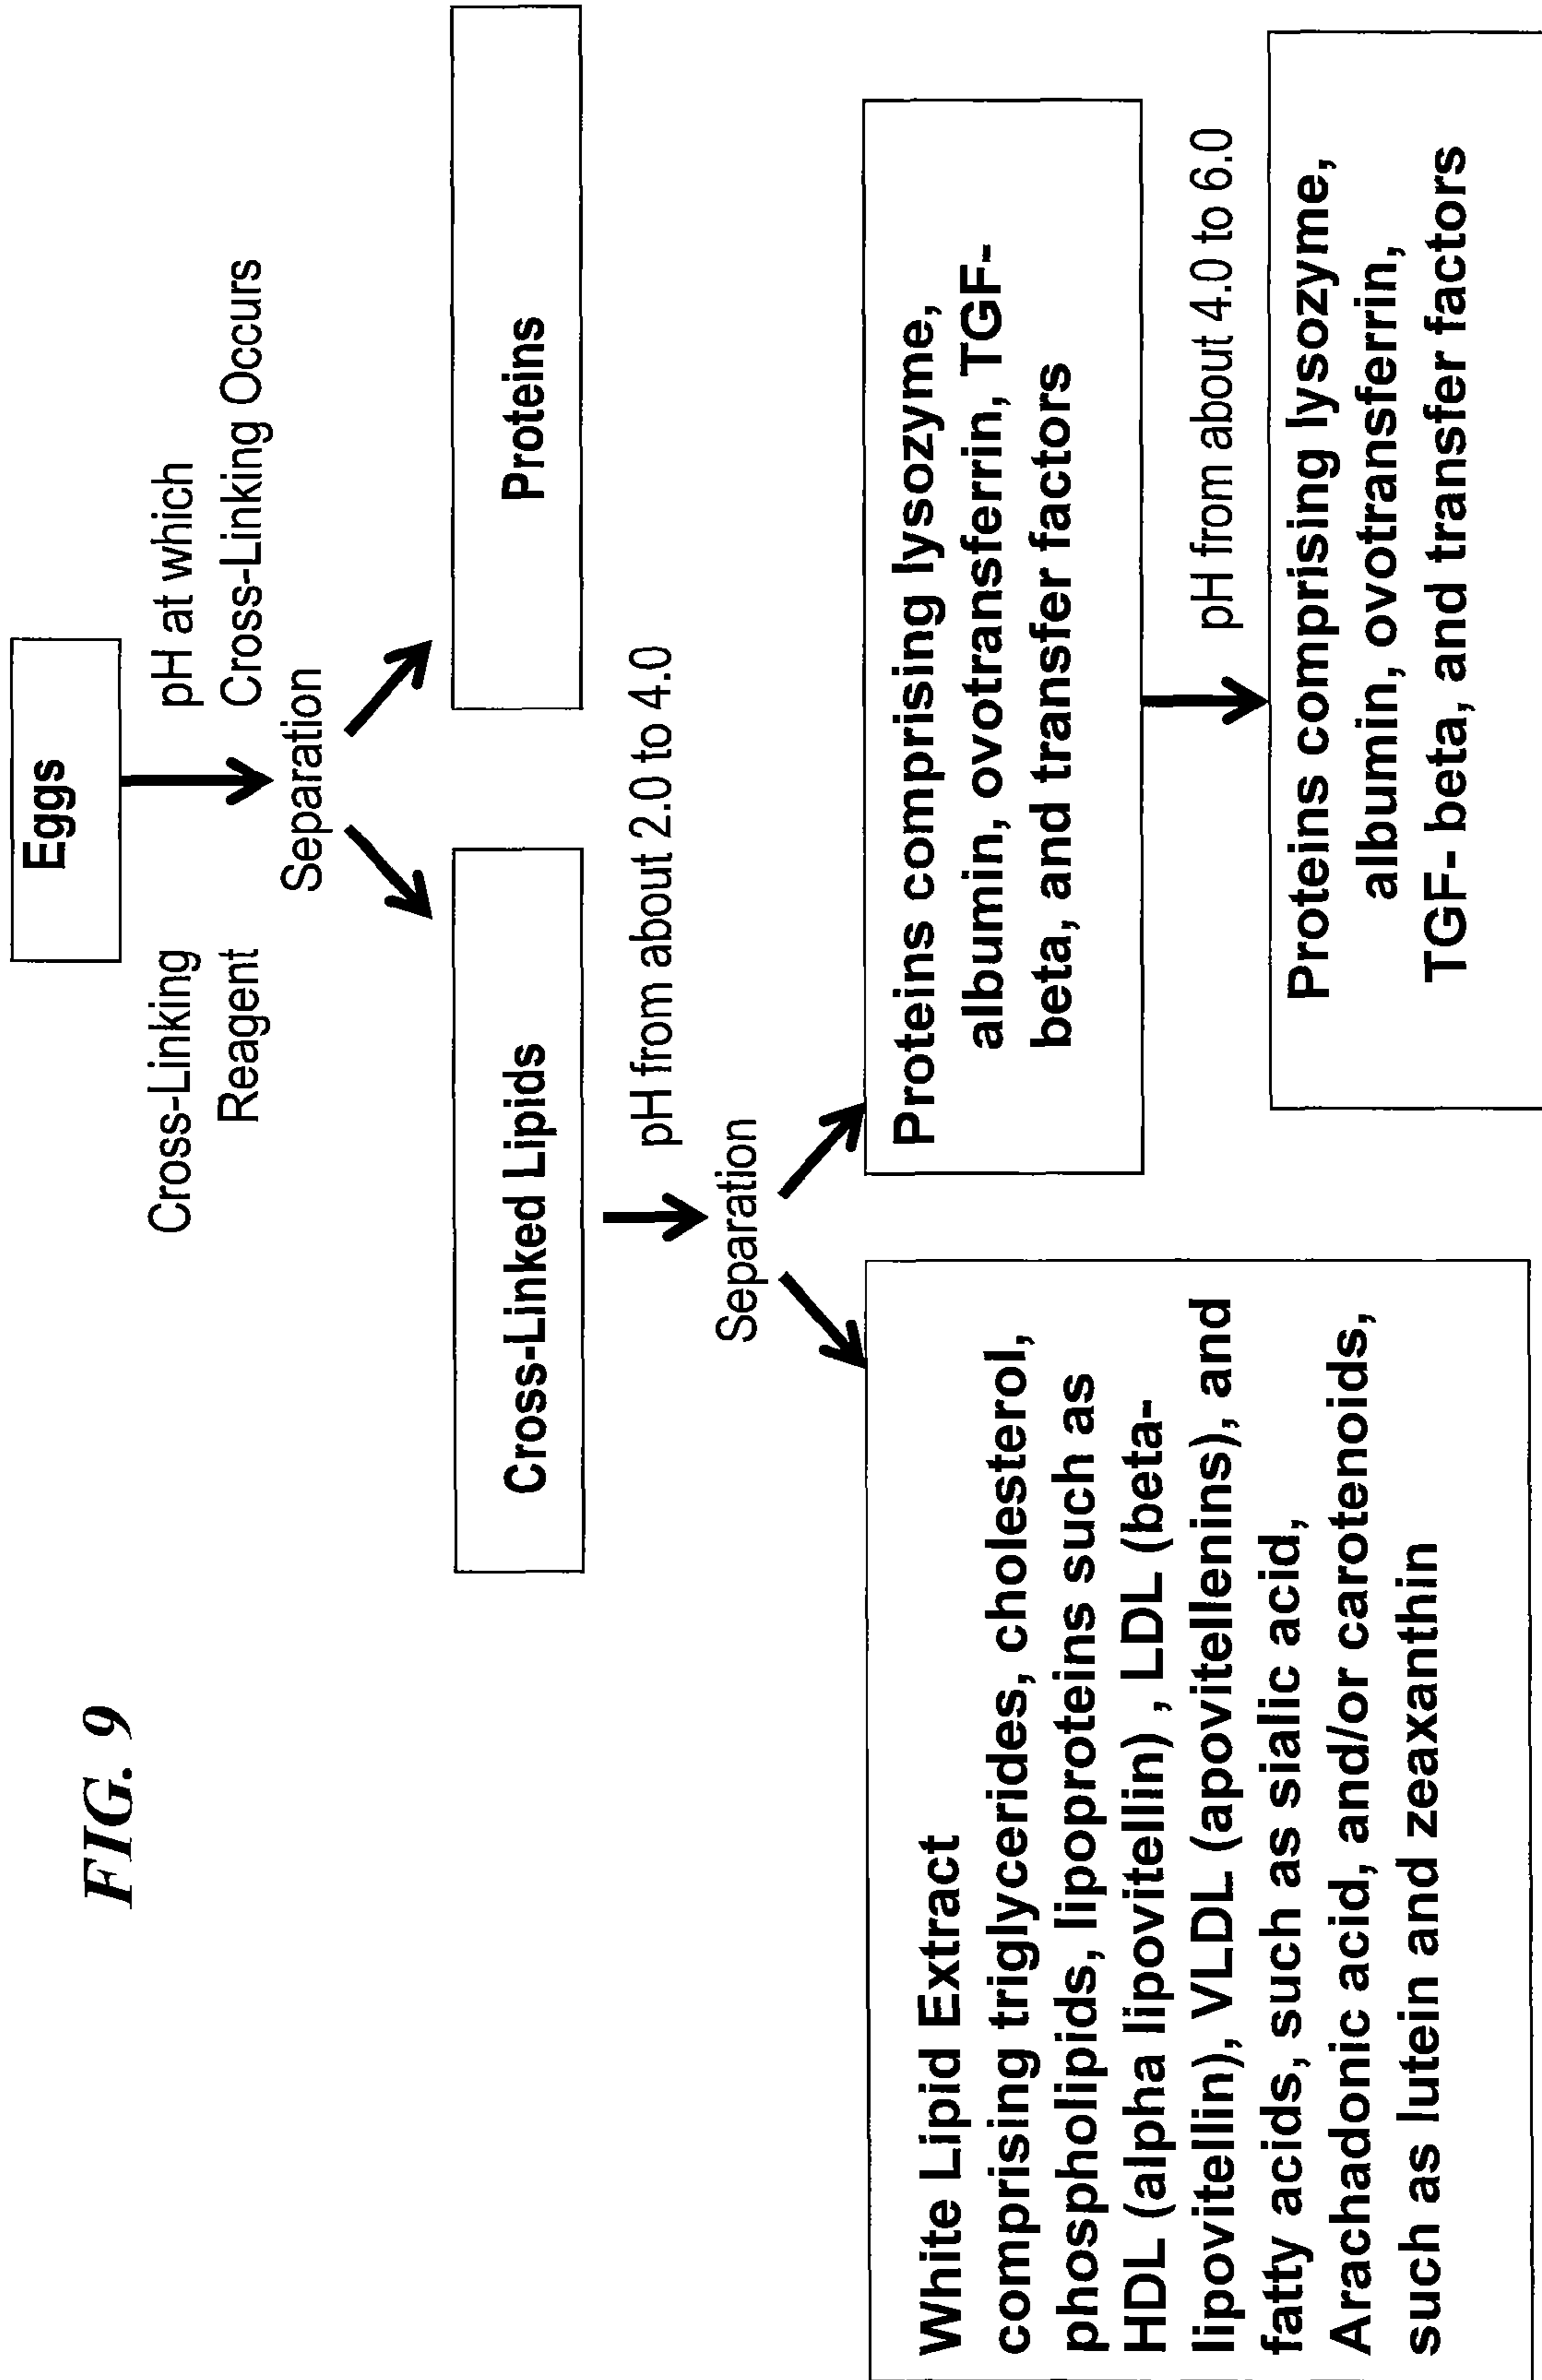 FIG. 9
Eggs
Cross-Linking
Reagent
pH at which
Cross-Linking Occurs
Separation
Cross-Linked Lipids
Proteins
pH from about 2.0 to 4.0
Separation
White Lipid Extract
comprising triglycerides, cholesterol,
phospholipids, lipoproteins such as
HDL (alpha lipovitellin) , LDL (beta-
lipovitellin), VLDL (apovitellenins), and
fatty acids, such as sialic acid,
Arachadonic acid, and/or carotenoids,
such as lutein and zeaxanthin
Proteins comprising lysozyme,
albumin, ovotransferrin, TGF-
beta, and transfer factors
pH from about 4.0 to 6.0
Proteins comprising lysozyme,
albumin, ovotransferrin,
TGF- beta, and transfer factors